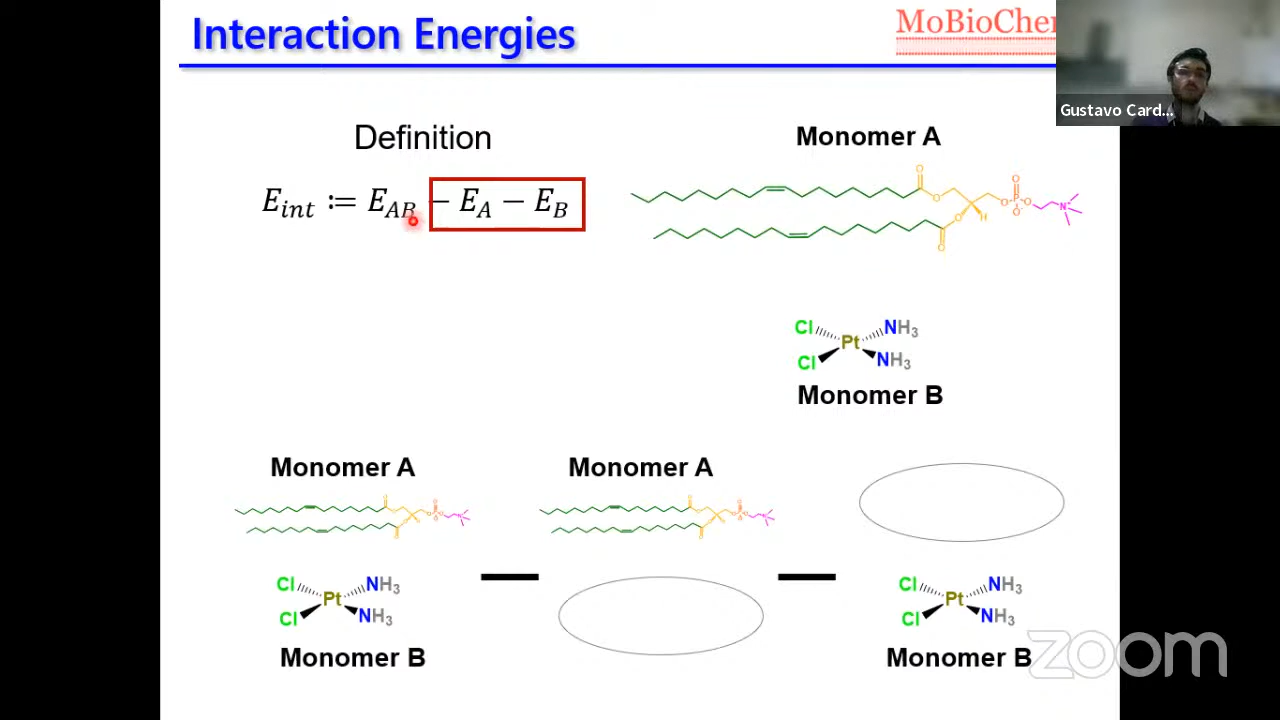 Interaction Energies
MoBioChem
Gustavo Card...
Definition
E_int := E_AB − E_A − E_B
Monomer A
O
O
O
O
H
O
P
O
O-
O
N+
Cl
Cl
Pt
NH3
NH3
Monomer B
Monomer A
Monomer A
Cl
Cl
Pt
NH3
NH3
Monomer B
Cl
Cl
Pt
NH3
NH3
Monomer B
zoom